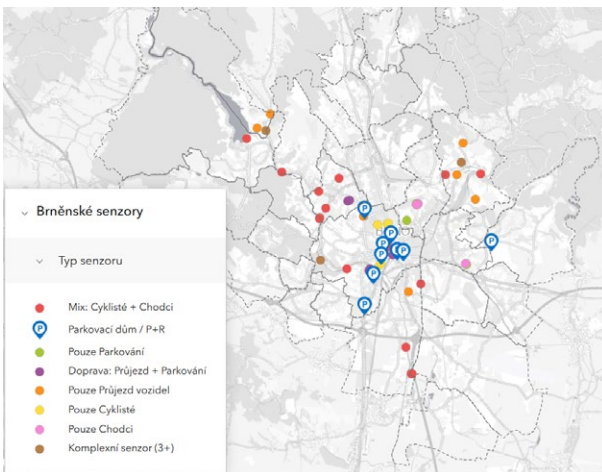 Brněnské senzory
Typ senzoru
Mix: Cyklisté + Chodci
P Parkovací dům / P+R
Pouze Parkování
Doprava: Průjezd + Parkování
Pouze Průjezd vozidel
Pouze Cyklisté
Pouze Chodci
Komplexní senzor (3+)
P
P
P
P
P
P
P
P
P